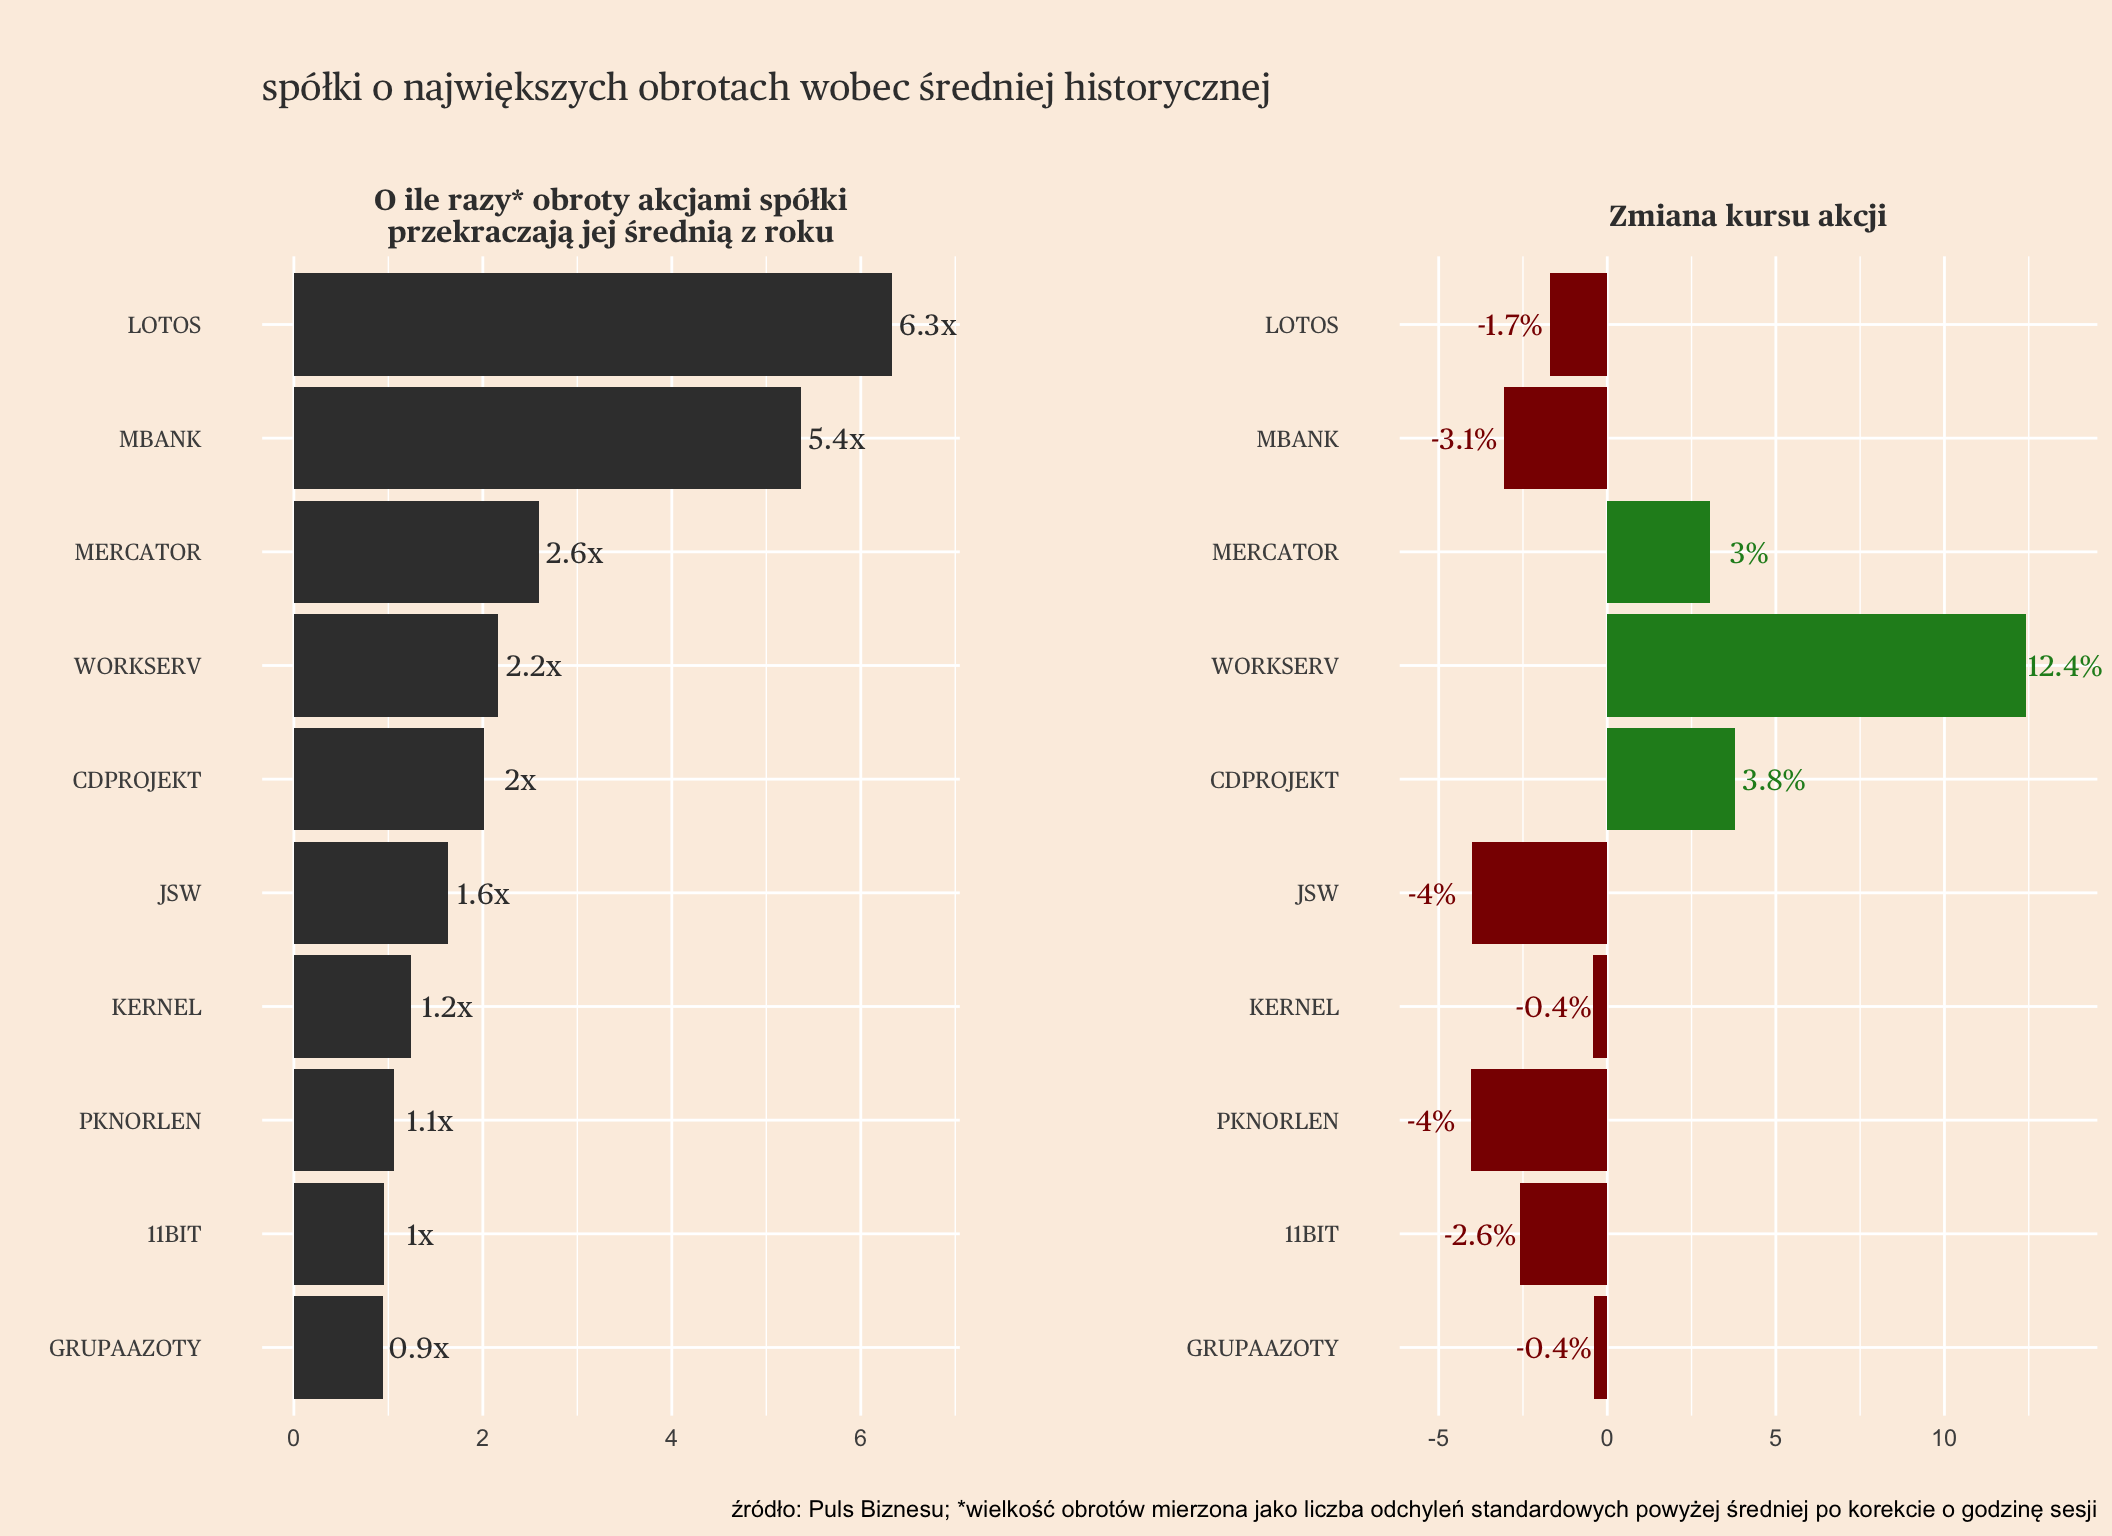 spółki o największych obrotach wobec średniej historycznej
O ile razy* obroty akcjami spółki
przekraczają jej średnią z roku
LOTOS
6.3x
MBANK
5.4x
MERCATOR
2.6x
WORKSERV
2.2x
CDPROJEKT
2x
JSW
1.6x
KERNEL
1.2x
PKNORLEN
1.1x
11BIT
1x
GRUPAAZOTY
0.9x
0 2 4 6
Zmiana kursu akcji
LOTOS
-1.7%
MBANK
-3.1%
MERCATOR
3%
WORKSERV
12.4%
CDPROJEKT
3.8%
JSW
-4%
KERNEL
-0.4%
PKNORLEN
-4%
11BIT
-2.6%
GRUPAAZOTY
-0.4%
-5 0 5 10
źródło: Puls Biznesu; *wielkość obrotów mierzona jako liczba odchyleń standardowych powyżej średniej po korekcie o godzinę sesji